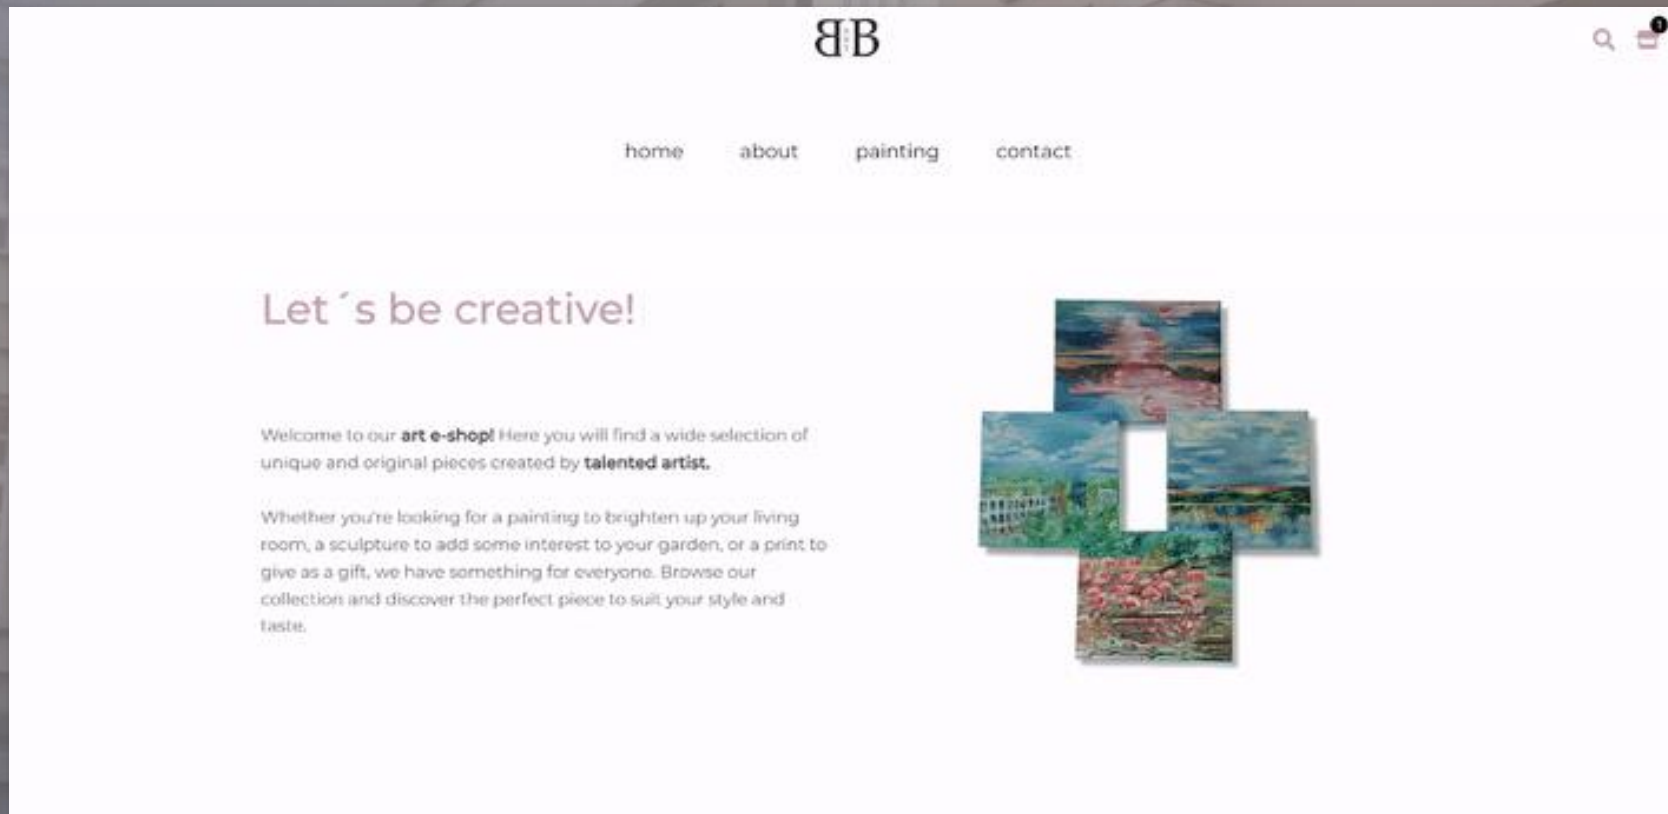 BB
1
home about painting contact
Let´s be creative!
Welcome to our art e-shop! Here you will find a wide selection of
unique and original pieces created by talented artist.
Whether you're looking for a painting to brighten up your living
room, a sculpture to add some interest to your garden, or a print to
give as a gift, we have something for everyone. Browse our
collection and discover the perfect piece to suit your style and
taste.